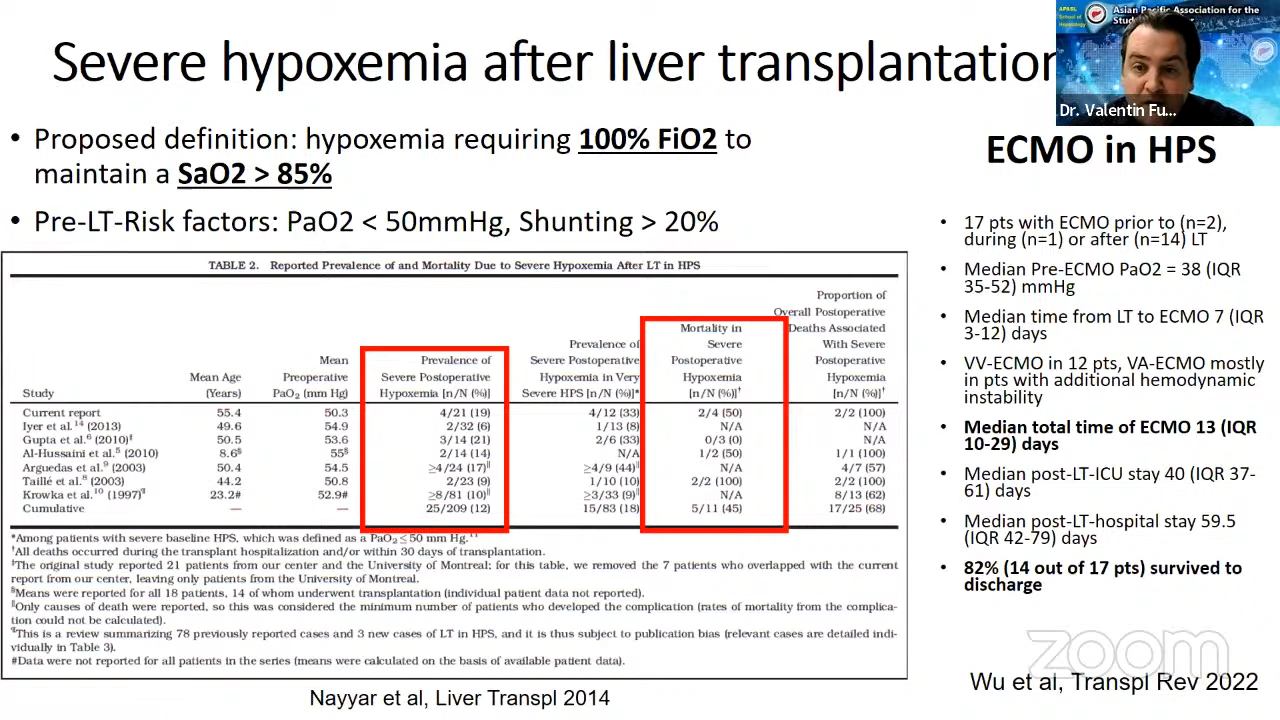 Severe hypoxemia after liver transplantation
APASL
School of
Hepatology
Asian Pacific Association for the
Dr. Valentin Fu...
• Proposed definition: hypoxemia requiring 100% FiO2 to
maintain a SaO2 > 85%
• Pre-LT-Risk factors: PaO2 < 50mmHg, Shunting > 20%
TABLE 2. Reported Prevalence of and Mortality Due to Severe Hypoxemia After LT in HPS
Study
Mean Age
(Years)
Mean
Preoperative
PaO2 (mm Hg)
Prevalence of
Severe Postoperative
Hypoxemia [n/N (%)]
Prevalence of
Severe Postoperative
Hypoxemia in Very
Severe HPS [n/N (%)]*
Mortality in
Severe
Postoperative
Hypoxemia
[n/N (%)]†
Proportion of
Overall Postoperative
Deaths Associated
With Severe
Postoperative
Hypoxemia
[n/N (%)]†
Current report 55.4 50.3 4/21 (19) 4/12 (33) 2/4 (50) 2/2 (100)
Iyer et al.14 (2013) 49.6 54.9 2/32 (6) 1/13 (8) N/A N/A
Gupta et al.6 (2010)‡ 50.5 53.6 3/14 (21) 2/6 (33) 0/3 (0) N/A
Al-Hussaini et al.5 (2010) 8.6§ 55§ 2/14 (14) N/A 1/2 (50) 1/1 (100)
Arguedas et al.9 (2003) 50.4 54.5 ≥4/24 (17)‖ ≥4/9 (44)‖ N/A 4/7 (57)
Taillé et al.8 (2003) 44.2 50.8 2/23 (9) 1/10 (10) 2/2 (100) 2/2 (100)
Krowka et al.10 (1997)¶ 23.2# 52.9# ≥8/81 (10)‖ ≥3/33 (9)‖ N/A 8/13 (62)
Cumulative — — 25/209 (12) 15/83 (18) 5/11 (45) 17/25 (68)
*Among patients with severe baseline HPS, which was defined as a PaO2 ≤ 50 mm Hg.11
†All deaths occurred during the transplant hospitalization and/or within 30 days of transplantation.
‡The original study reported 21 patients from our center and the University of Montreal; for this table, we removed the 7 patients who overlapped with the current
report from our center, leaving only patients from the University of Montreal.
§Means were reported for all 18 patients, 14 of whom underwent transplantation (individual patient data not reported).
‖Only causes of death were reported, so this was considered the minimum number of patients who developed the complication (rates of mortality from the complica-
tion could not be calculated).
¶This is a review summarizing 78 previously reported cases and 3 new cases of LT in HPS, and it is thus subject to publication bias (relevant cases are detailed indi-
vidually in Table 3).
#Data were not reported for all patients in the series (means were calculated on the basis of available patient data).
Nayyar et al, Liver Transpl 2014
ECMO in HPS
• 17 pts with ECMO prior to (n=2),
during (n=1) or after (n=14) LT
• Median Pre-ECMO PaO2 = 38 (IQR
35-52) mmHg
• Median time from LT to ECMO 7 (IQR
3-12) days
• VV-ECMO in 12 pts, VA-ECMO mostly
in pts with additional hemodynamic
instability
• Median total time of ECMO 13 (IQR
10-29) days
• Median post-LT-ICU stay 40 (IQR 37-
61) days
• Median post-LT-hospital stay 59.5
(IQR 42-79) days
• 82% (14 out of 17 pts) survived to
discharge
zoom
Wu et al, Transpl Rev 2022